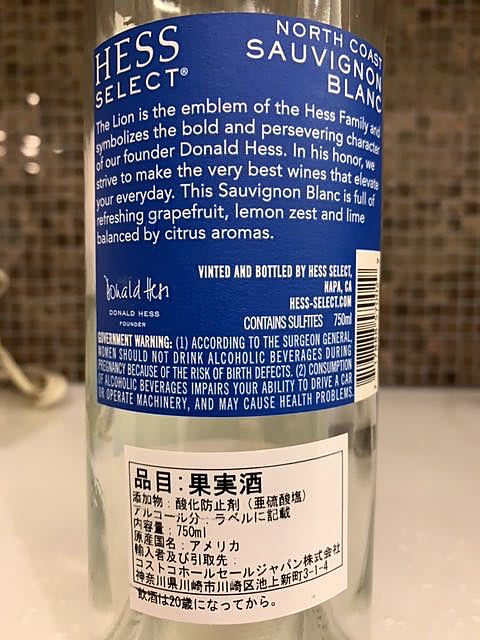 HESS
SELECT®
NORTH COAST
SAUVIGNON
BLANC
The Lion is the emblem of the Hess Family and
symbolizes the bold and persevering character
of our founder Donald Hess. In his honor, we
strive to make the very best wines that elevate
your everyday. This Sauvignon Blanc is full of
refreshing grapefruit, lemon zest and lime
balanced by citrus aromas.
VINTED AND BOTTLED BY HESS SELECT,
NAPA, CA
HESS-SELECT.COM
CONTAINS SULFITES 750ml
Donald Hess
DONALD HESS
FOUNDER
GOVERNMENT WARNING: (1) ACCORDING TO THE SURGEON GENERAL,
WOMEN SHOULD NOT DRINK ALCOHOLIC BEVERAGES DURING
PREGNANCY BECAUSE OF THE RISK OF BIRTH DEFECTS. (2) CONSUMPTION
OF ALCOHOLIC BEVERAGES IMPAIRS YOUR ABILITY TO DRIVE A CAR
OR OPERATE MACHINERY, AND MAY CAUSE HEALTH PROBLEMS.
品目:果実酒
添加物:酸化防止剤(亜硫酸塩)
アルコール分:ラベルに記載
内容量:750ml
原産国名:アメリカ
輸入者及び引取先:
コストコホールセールジャパン株式会社
神奈川県川崎市川崎区池上新町3-1-4
飲酒は20歳になってから。